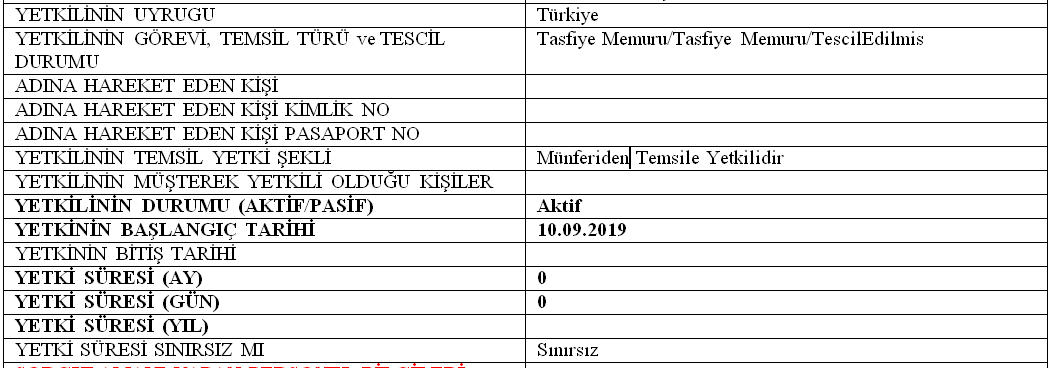 YETKİLİNİN UYRUGU Türkiye
YETKİLİNİN GÖREVİ, TEMSİL TÜRÜ ve TESCİL DURUMU Tasfiye Memuru/Tasfiye Memuru/TescilEdilmis
ADINA HAREKET EDEN KİŞİ
ADINA HAREKET EDEN KİŞİ KİMLİK NO
ADINA HAREKET EDEN KİŞİ PASAPORT NO
YETKİLİNİN TEMSİL YETKİ ŞEKLİ Münferiden Temsile Yetkilidir
YETKİLİNİN MÜŞTEREK YETKİLİ OLDUĞU KİŞİLER
YETKİLİNİN DURUMU (AKTİF/PASİF) Aktif
YETKİNİN BAŞLANGIÇ TARİHİ 10.09.2019
YETKİNİN BİTİŞ TARİHİ
YETKİ SÜRESİ (AY) 0
YETKİ SÜRESİ (GÜN) 0
YETKİ SÜRESİ (YIL)
YETKİ SÜRESİ SINIRSIZ MI Sınırsız